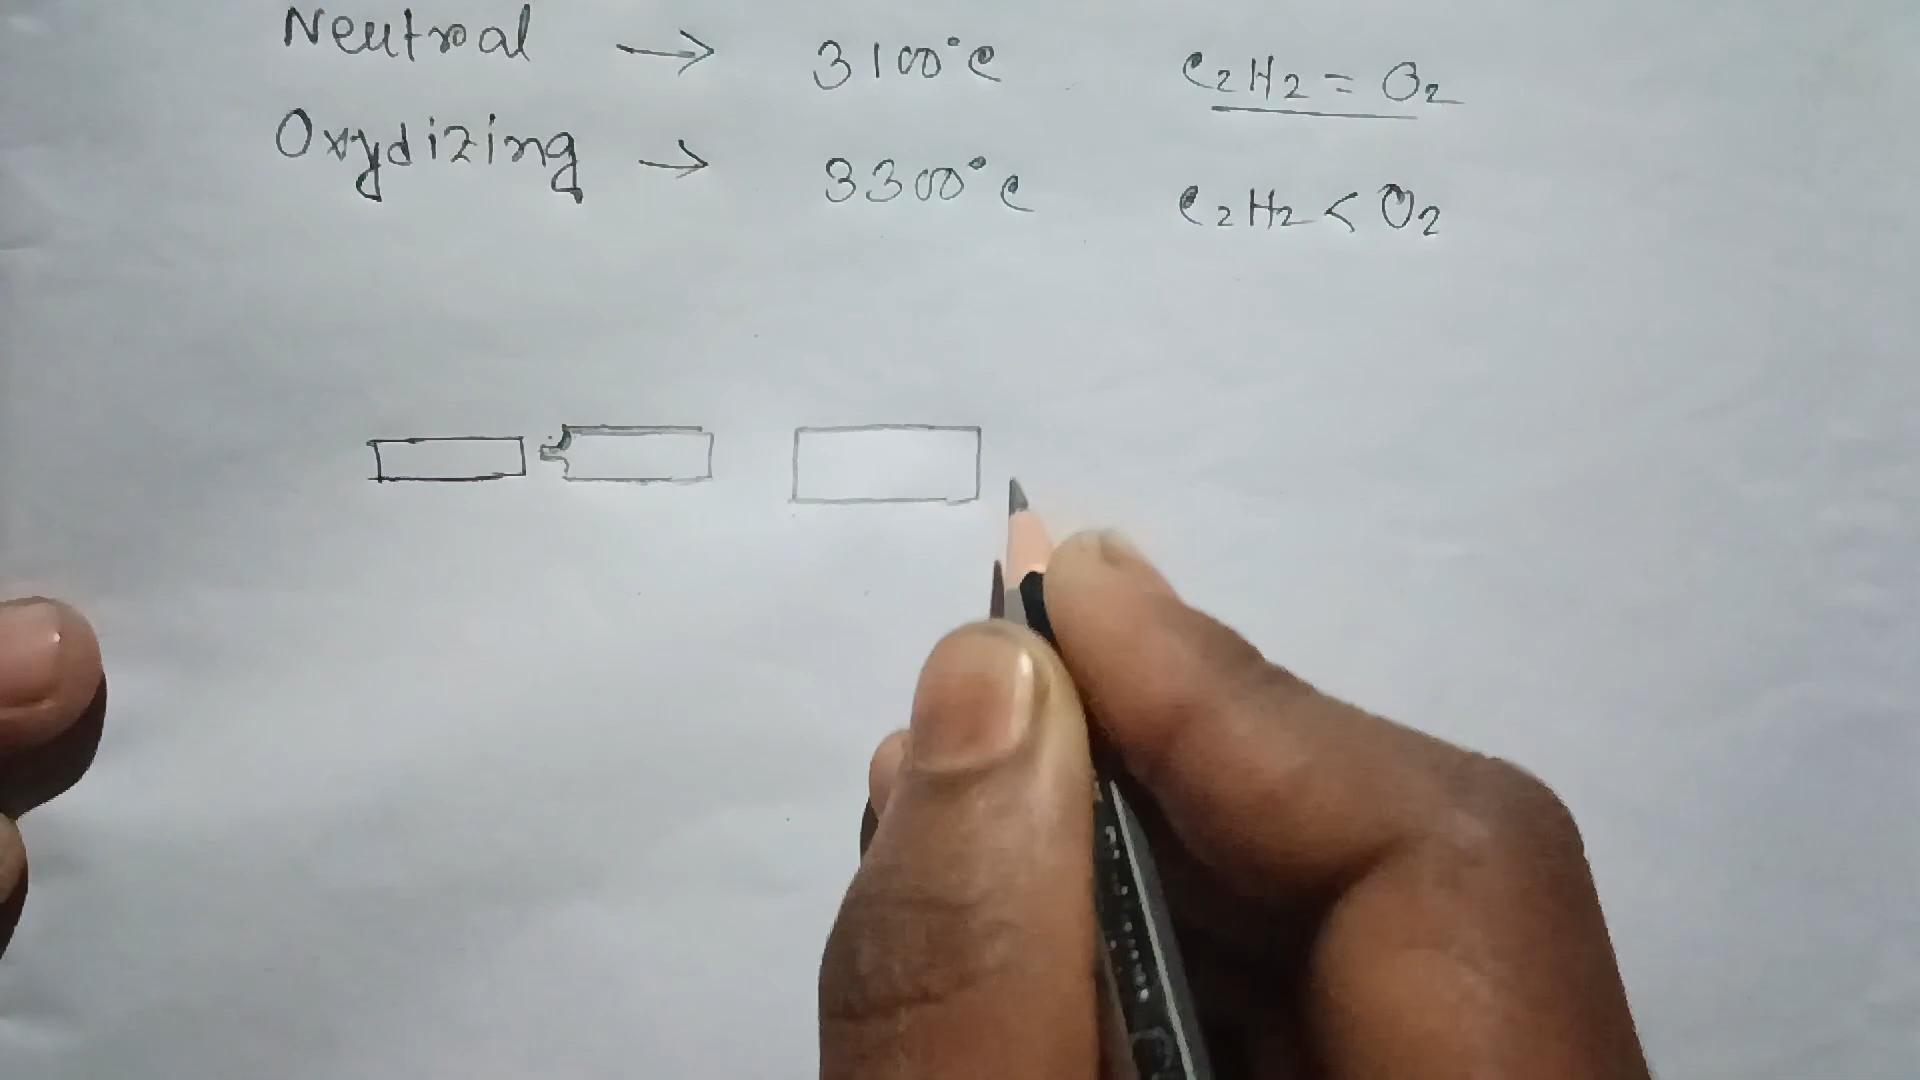 Neutral → 3100°C C₂H₂ = O₂
Oxydizing → 3300°C C₂H₂ < O₂